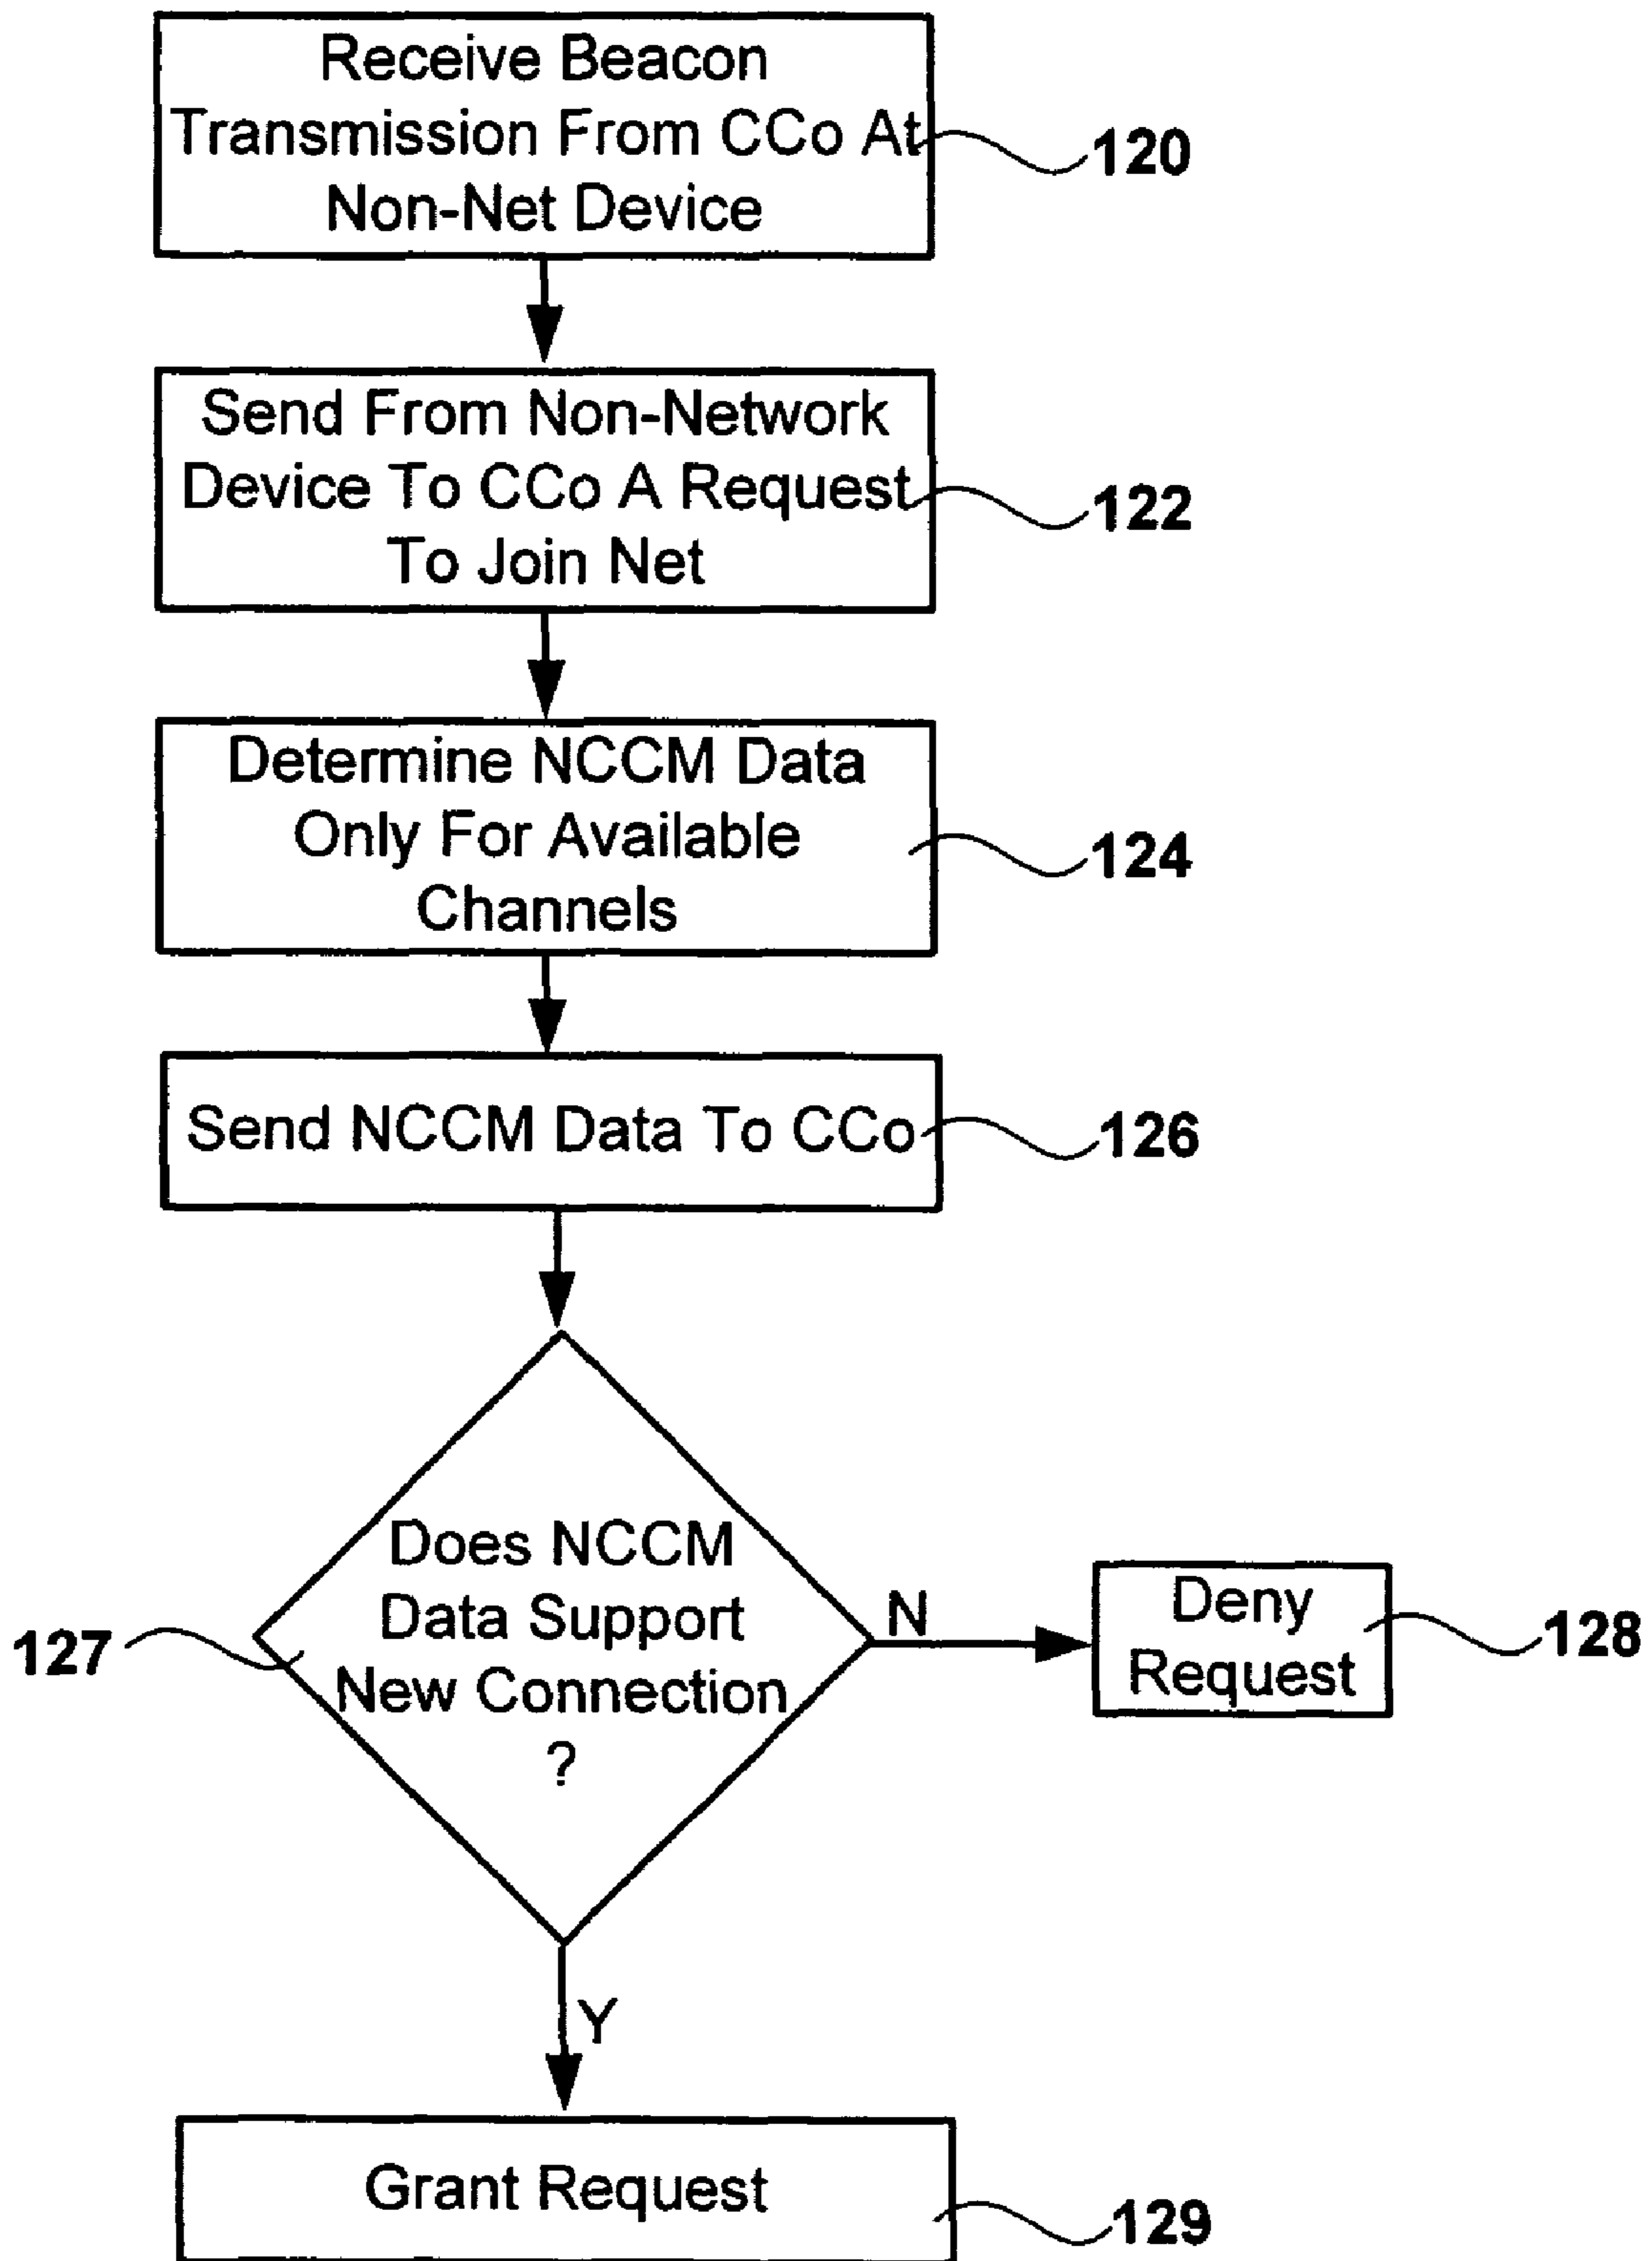 Receive Beacon
Transmission From CCo At
Non-Net Device
120
Send From Non-Network
Device To CCo A Request
To Join Net
122
Determine NCCM Data
Only For Available
Channels
124
Send NCCM Data To CCo
126
Does NCCM
Data Support
New Connection
?
127
N
Deny
Request
128
Y
Grant Request
129